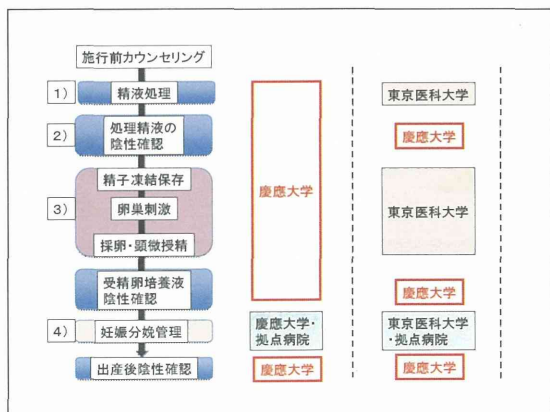 施行前カウンセリング
1)
精液処理
2)
処理精液の
陰性確認
3)
精子凍結保存
卵巣刺激
採卵・顕微授精
受精卵培養液
陰性確認
4)
妊娠分娩管理
出産後陰性確認
慶應大学
慶應大学・
拠点病院
慶應大学
東京医科大学
慶應大学
東京医科大学
慶應大学
東京医科大学
・拠点病院
慶應大学